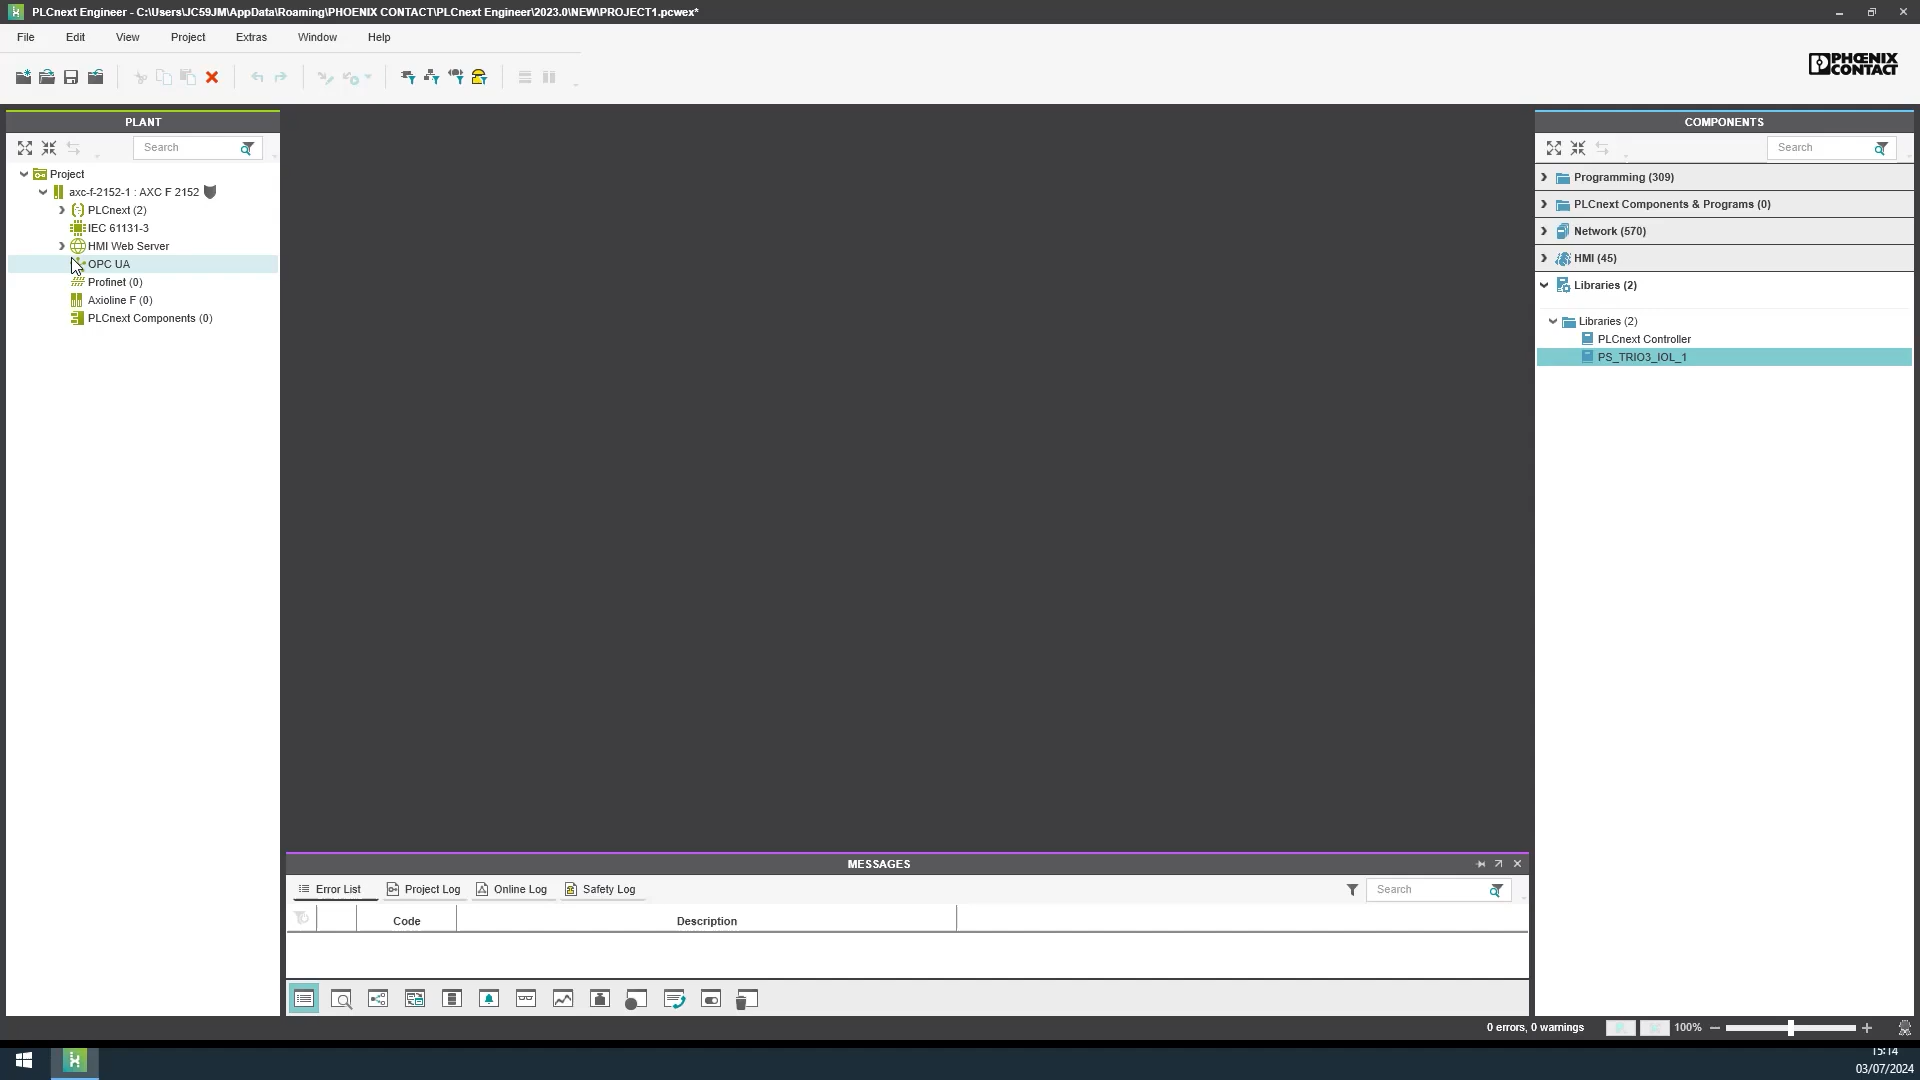 PLCnext Engineer - C:\Users\JC59JM\AppData\Roaming\PHOENIX CONTACT\PLCnext Engineer\2023.0\NEW\PROJECT1.pcwex*
File Edit View Project Extras Window Help
PHŒNIX CONTACT
PLANT
Search
Project
axc-f-2152-1 : AXC F 2152
PLCnext (2)
IEC 61131-3
HMI Web Server
OPC UA
Profinet (0)
Axioline F (0)
PLCnext Components (0)
MESSAGES
Error List Project Log Online Log Safety Log Search
Code Description
COMPONENTS
Search
Programming (309)
PLCnext Components & Programs (0)
Network (570)
HMI (45)
Libraries (2)
Libraries (2)
PLCnext Controller
PS_TRIO3_IOL_1
0 errors, 0 warnings 100%
15:14
03/07/2024